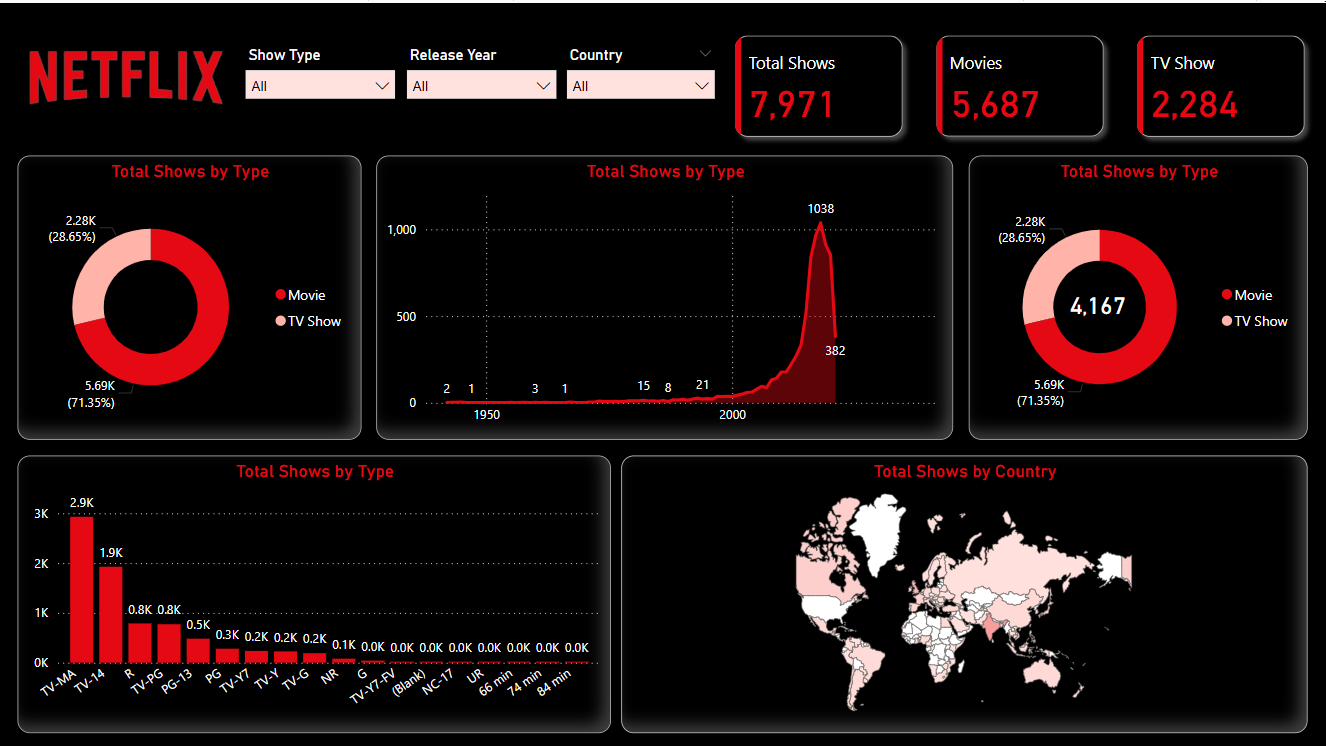 NETFLIX
Show Type
All
Release Year
All
Country
All
Total Shows
7,971
Movies
5,687
TV Show
2,284
Total Shows by Type
2.28K
(28.65%)
5.69K
(71.35%)
Movie
TV Show
Total Shows by Type
1,000
500
0
1038
382
2
1
3
1
15
8
21
1950
2000
Total Shows by Type
2.28K
(28.65%)
4,167
5.69K
(71.35%)
Movie
TV Show
Total Shows by Type
3K
2K
1K
0K
2.9K
1.9K
0.8K
0.8K
0.5K
0.3K
0.2K
0.2K
0.2K
0.1K
0.0K
0.0K
0.0K
0.0K
0.0K
0.0K
0.0K
0.0K
TV-MA
TV-14
R
TV-PG
PG-13
PG
TV-Y7
TV-Y
TV-G
NR
G
TV-Y7-FV
(Blank)
NC-17
UR
66 min
74 min
84 min
Total Shows by Country